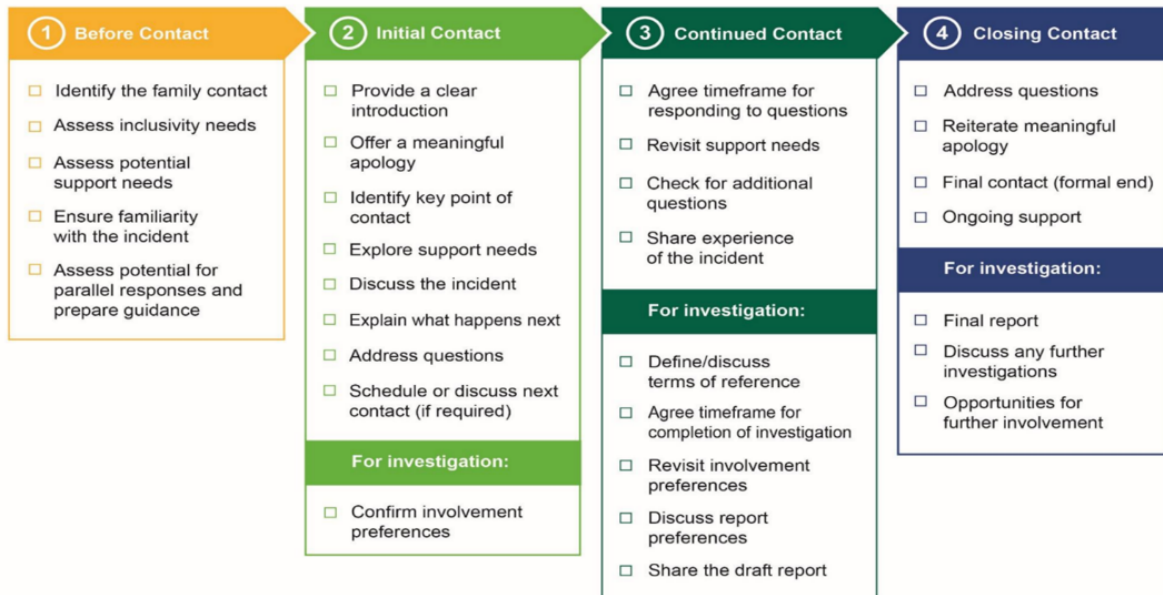 1 Before Contact
Identify the family contact
Assess inclusivity needs
Assess potential
support needs
Ensure familiarity
with the incident
Assess potential for
parallel responses and
prepare guidance
2 Initial Contact
Provide a clear
introduction
Offer a meaningful
apology
Identify key point of
contact
Explore support needs
Discuss the incident
Explain what happens next
Address questions
Schedule or discuss next
contact (if required)
For investigation:
Confirm involvement
preferences
3 Continued Contact
Agree timeframe for
responding to questions
Revisit support needs
Check for additional
questions
Share experience
of the incident
For investigation:
Define/discuss
terms of reference
Agree timeframe for
completion of investigation
Revisit involvement
preferences
Discuss report
preferences
Share the draft report
4 Closing Contact
Address questions
Reiterate meaningful
apology
Final contact (formal end)
Ongoing support
For investigation:
Final report
Discuss any further
investigations
Opportunities for
further involvement